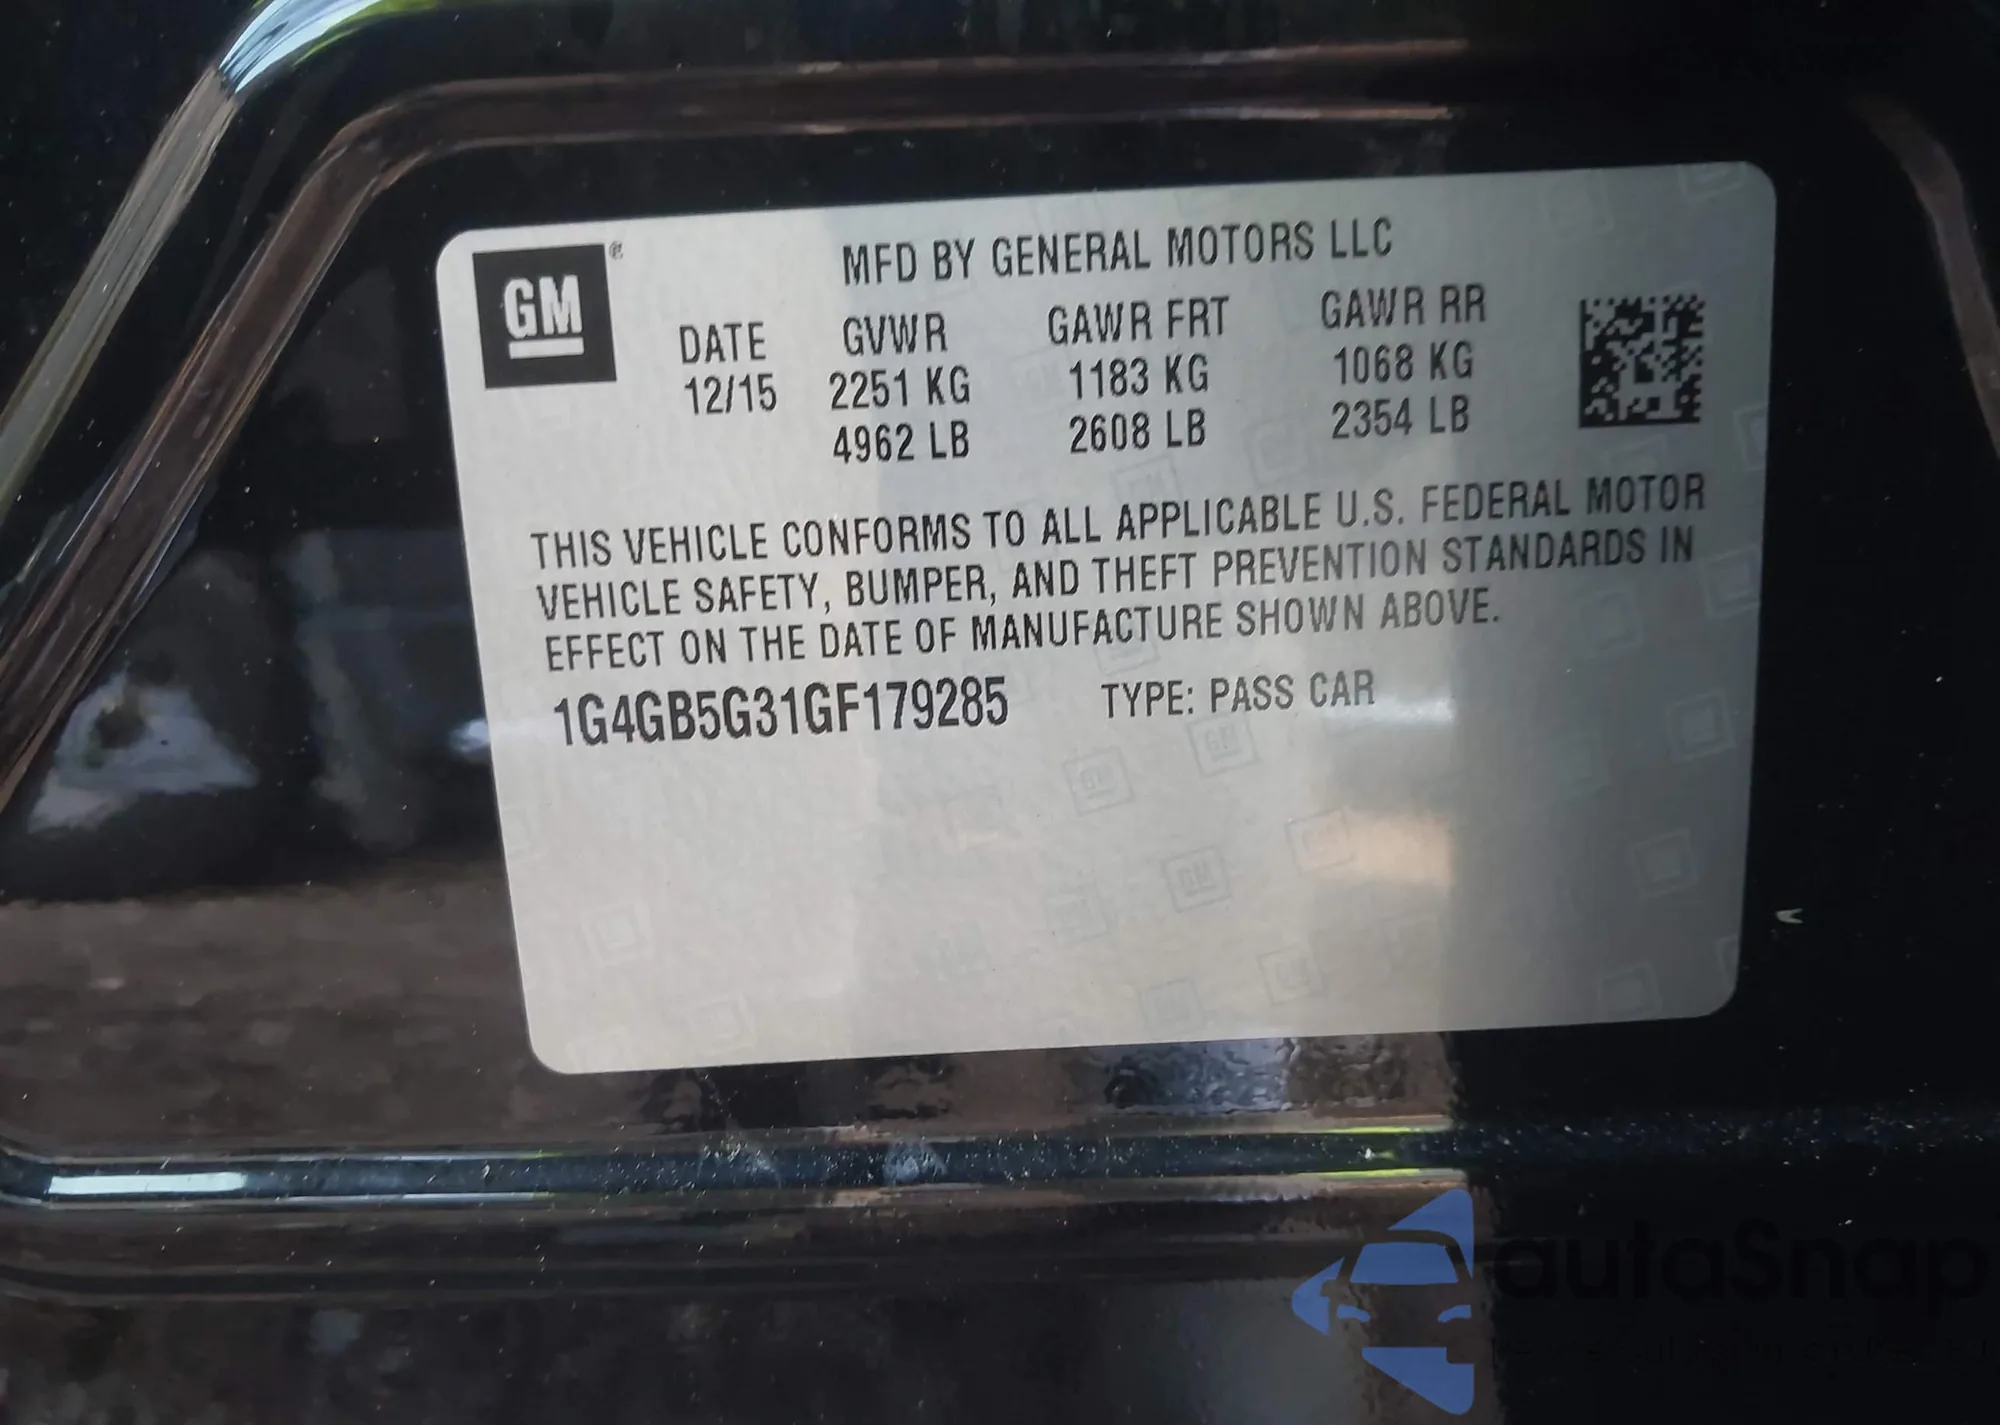 GM®
MFD BY GENERAL MOTORS LLC
DATE GVWR GAWR FRT GAWR RR
12/15 2251 KG 1183 KG 1068 KG
4962 LB 2608 LB 2354 LB
THIS VEHICLE CONFORMS TO ALL APPLICABLE U.S. FEDERAL MOTOR
VEHICLE SAFETY, BUMPER, AND THEFT PREVENTION STANDARDS IN
EFFECT ON THE DATE OF MANUFACTURE SHOWN ABOVE.
1G4GB5G31GF179285 TYPE: PASS CAR
autaSnap